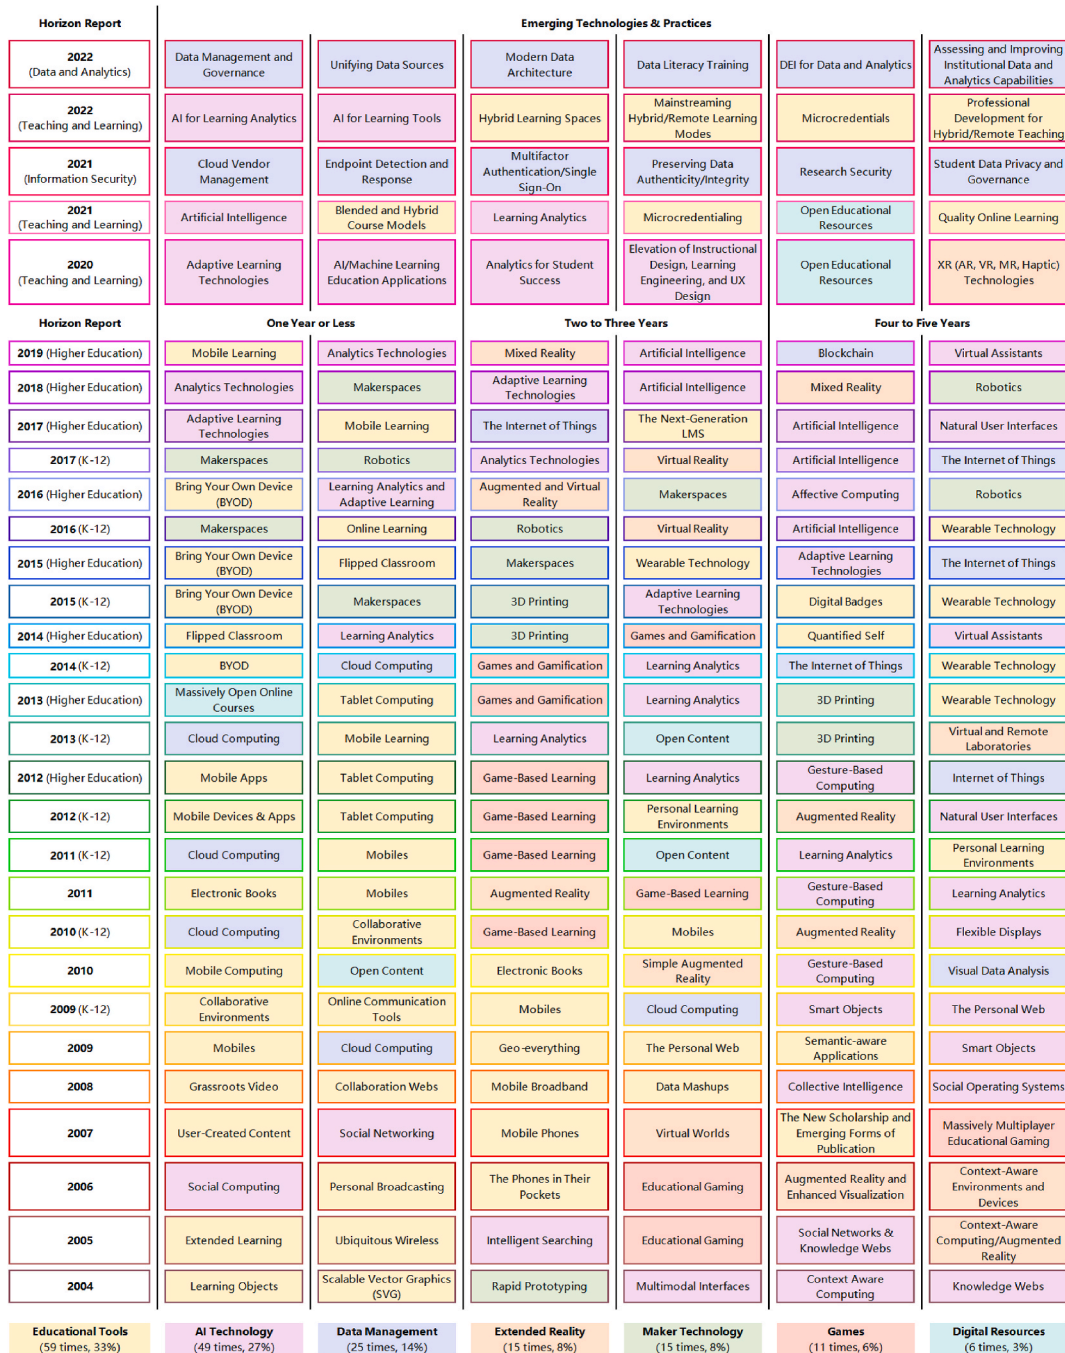 Horizon Report
Emerging Technologies & Practices
2022
(Data and Analytics)
Data Management and
Governance
Unifying Data Sources
Modern Data
Architecture
Data Literacy Training
DEI for Data and Analytics
Assessing and Improving
Institutional Data and
Analytics Capabilities
2022
(Teaching and Learning)
AI for Learning Analytics
AI for Learning Tools
Hybrid Learning Spaces
Mainstreaming
Hybrid/Remote Learning
Modes
Microcredentials
Professional
Development for
Hybrid/Remote Teaching
2021
(Information Security)
Cloud Vendor
Management
Endpoint Detection and
Response
Multifactor
Authentication/Single
Sign-On
Preserving Data
Authenticity/Integrity
Research Security
Student Data Privacy and
Governance
2021
(Teaching and Learning)
Artificial Intelligence
Blended and Hybrid
Course Models
Learning Analytics
Microcredentialing
Open Educational
Resources
Quality Online Learning
2020
(Teaching and Learning)
Adaptive Learning
Technologies
AI/Machine Learning
Education Applications
Analytics for Student
Success
Elevation of Instructional
Design, Learning
Engineering, and UX
Design
Open Educational
Resources
XR (AR, VR, MR, Haptic)
Technologies
Horizon Report
One Year or Less
Two to Three Years
Four to Five Years
2019 (Higher Education)
Mobile Learning
Analytics Technologies
Mixed Reality
Artificial Intelligence
Blockchain
Virtual Assistants
2018 (Higher Education)
Analytics Technologies
Makerspaces
Adaptive Learning
Technologies
Artificial Intelligence
Mixed Reality
Robotics
2017 (Higher Education)
Adaptive Learning
Technologies
Mobile Learning
The Internet of Things
The Next-Generation
LMS
Artificial Intelligence
Natural User Interfaces
2017 (K-12)
Makerspaces
Robotics
Analytics Technologies
Virtual Reality
Artificial Intelligence
The Internet of Things
2016 (Higher Education)
Bring Your Own Device
(BYOD)
Learning Analytics and
Adaptive Learning
Augmented and Virtual
Reality
Makerspaces
Affective Computing
Robotics
2016 (K-12)
Makerspaces
Online Learning
Robotics
Virtual Reality
Artificial Intelligence
Wearable Technology
2015 (Higher Education)
Bring Your Own Device
(BYOD)
Flipped Classroom
Makerspaces
Wearable Technology
Adaptive Learning
Technologies
The Internet of Things
2015 (K-12)
Bring Your Own Device
(BYOD)
Makerspaces
3D Printing
Adaptive Learning
Technologies
Digital Badges
Wearable Technology
2014 (Higher Education)
Flipped Classroom
Learning Analytics
3D Printing
Games and Gamification
Quantified Self
Virtual Assistants
2014 (K-12)
BYOD
Cloud Computing
Games and Gamification
Learning Analytics
The Internet of Things
Wearable Technology
2013 (Higher Education)
Massively Open Online
Courses
Tablet Computing
Games and Gamification
Learning Analytics
3D Printing
Wearable Technology
2013 (K-12)
Cloud Computing
Mobile Learning
Learning Analytics
Open Content
3D Printing
Virtual and Remote
Laboratories
2012 (Higher Education)
Mobile Apps
Tablet Computing
Game-Based Learning
Learning Analytics
Gesture-Based
Computing
Internet of Things
2012 (K-12)
Mobile Devices & Apps
Tablet Computing
Game-Based Learning
Personal Learning
Environments
Augmented Reality
Natural User Interfaces
2011 (K-12)
Cloud Computing
Mobiles
Game-Based Learning
Open Content
Learning Analytics
Personal Learning
Environments
2011
Electronic Books
Mobiles
Augmented Reality
Game-Based Learning
Gesture-Based
Computing
Learning Analytics
2010 (K-12)
Cloud Computing
Collaborative
Environments
Game-Based Learning
Mobiles
Augmented Reality
Flexible Displays
2010
Mobile Computing
Open Content
Electronic Books
Simple Augmented
Reality
Gesture-Based
Computing
Visual Data Analysis
2009 (K-12)
Collaborative
Environments
Online Communication
Tools
Mobiles
Cloud Computing
Smart Objects
The Personal Web
2009
Mobiles
Cloud Computing
Geo-everything
The Personal Web
Semantic-aware
Applications
Smart Objects
2008
Grassroots Video
Collaboration Webs
Mobile Broadband
Data Mashups
Collective Intelligence
Social Operating Systems
2007
User-Created Content
Social Networking
Mobile Phones
Virtual Worlds
The New Scholarship and
Emerging Forms of
Publication
Massively Multiplayer
Educational Gaming
2006
Social Computing
Personal Broadcasting
The Phones in Their
Pockets
Educational Gaming
Augmented Reality and
Enhanced Visualization
Context-Aware
Environments and
Devices
2005
Extended Learning
Ubiquitous Wireless
Intelligent Searching
Educational Gaming
Social Networks &
Knowledge Webs
Context-Aware
Computing/Augmented
Reality
2004
Learning Objects
Scalable Vector Graphics
(SVG)
Rapid Prototyping
Multimodal Interfaces
Context Aware
Computing
Knowledge Webs
Educational Tools
(59 times, 33%)
AI Technology
(49 times, 27%)
Data Management
(25 times, 14%)
Extended Reality
(15 times, 8%)
Maker Technology
(15 times, 8%)
Games
(11 times, 6%)
Digital Resources
(6 times, 3%)